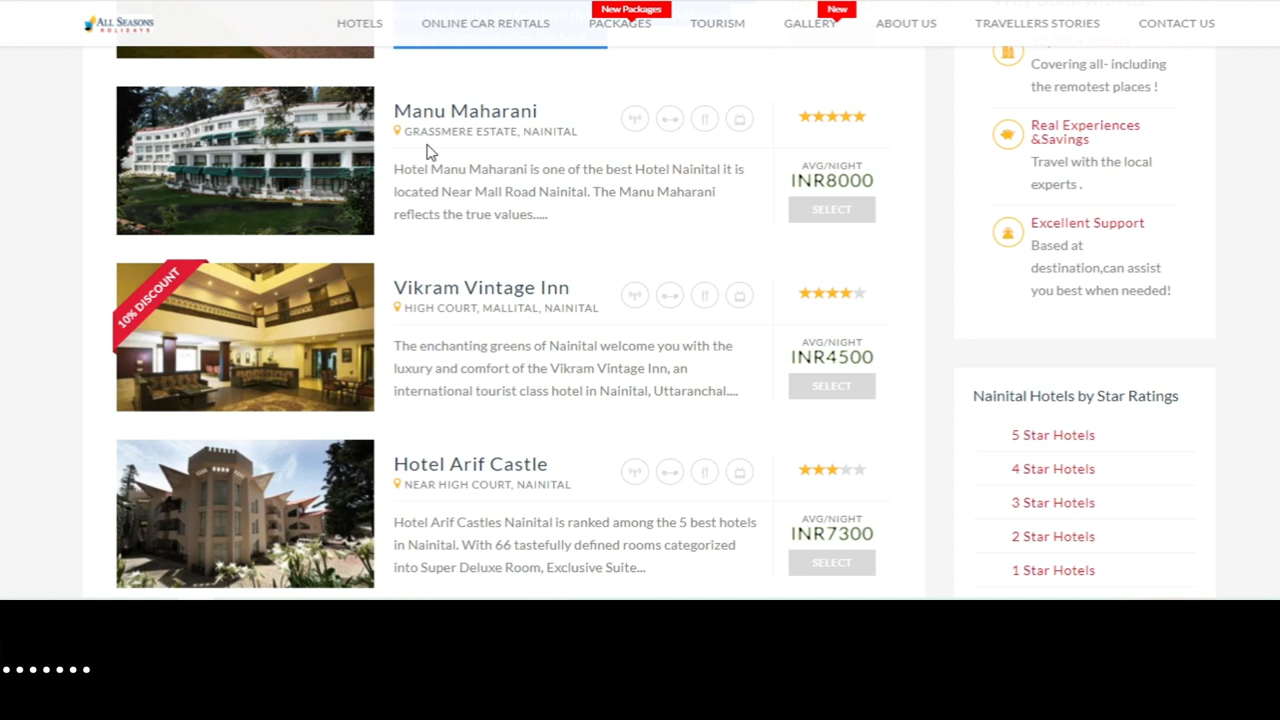 New Packages
New
ALL SEASONS
HOLIDAYS
HOTELS
ONLINE CAR RENTALS
PACKAGES
TOURISM
GALLERY
ABOUT US
TRAVELLERS STORIES
CONTACT US
Manu Maharani
GRASSMERE ESTATE, NAINITAL
Hotel Manu Maharani is one of the best Hotel Nainital it is
located Near Mall Road Nainital. The Manu Maharani
reflects the true values.....
AVG/NIGHT
INR8000
SELECT
10% DISCOUNT
Vikram Vintage Inn
HIGH COURT, MALLITAL, NAINITAL
The enchanting greens of Nainital welcome you with the
luxury and comfort of the Vikram Vintage Inn, an
international tourist class hotel in Nainital, Uttaranchal....
AVG/NIGHT
INR4500
SELECT
Hotel Arif Castle
NEAR HIGH COURT, NAINITAL
Hotel Arif Castles Nainital is ranked among the 5 best hotels
in Nainital. With 66 tastefully defined rooms categorized
into Super Deluxe Room, Exclusive Suite...
AVG/NIGHT
INR7300
SELECT
Covering all- including
the remotest places !
Real Experiences
&Savings
Travel with the local
experts .
Excellent Support
Based at
destination,can assist
you best when needed!
Nainital Hotels by Star Ratings
5 Star Hotels
4 Star Hotels
3 Star Hotels
2 Star Hotels
1 Star Hotels
.......